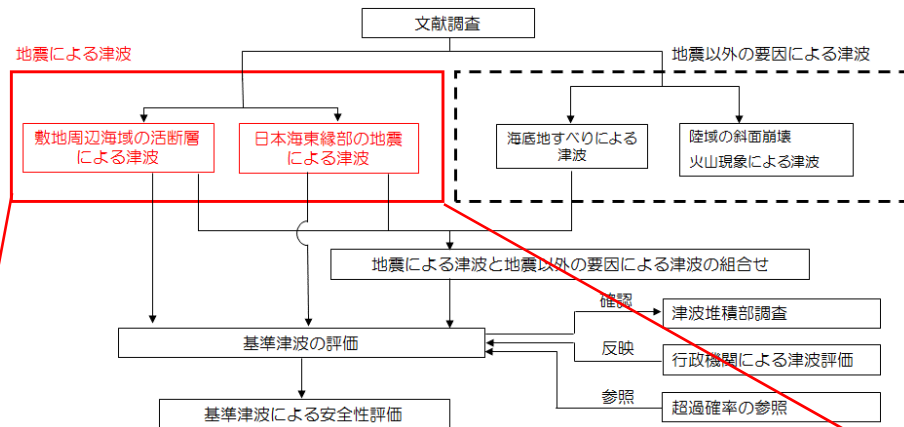 文献調査
地震による津波
地震以外の要因による津波
敷地周辺海域の活断層
による津波
日本海東縁部の地震
による津波
海底地すべりによる
津波
陸域の斜面崩壊
火山現象による津波
地震による津波と地震以外の要因による津波の組合せ
確認
津波堆積部調査
基準津波の評価
反映
行政機関による津波評価
参照
超過確率の参照
基準津波による安全性評価